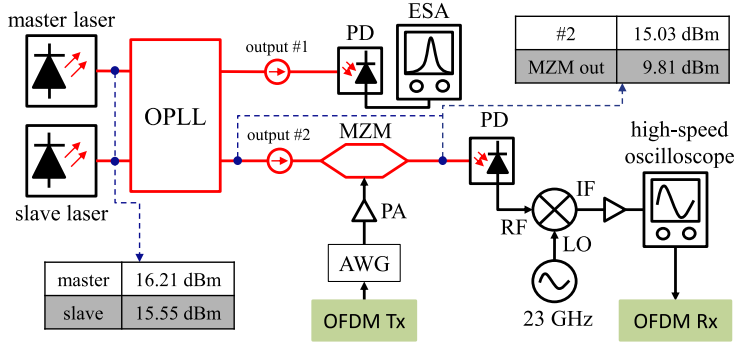 master laser
slave laser
OPLL
output #1
output #2
PD
ESA
MZM
PA
AWG
OFDM Tx
PD
RF
LO
IF
23 GHz
high-speed
oscilloscope
OFDM Rx
#2 15.03 dBm
MZM out 9.81 dBm
master 16.21 dBm
slave 15.55 dBm